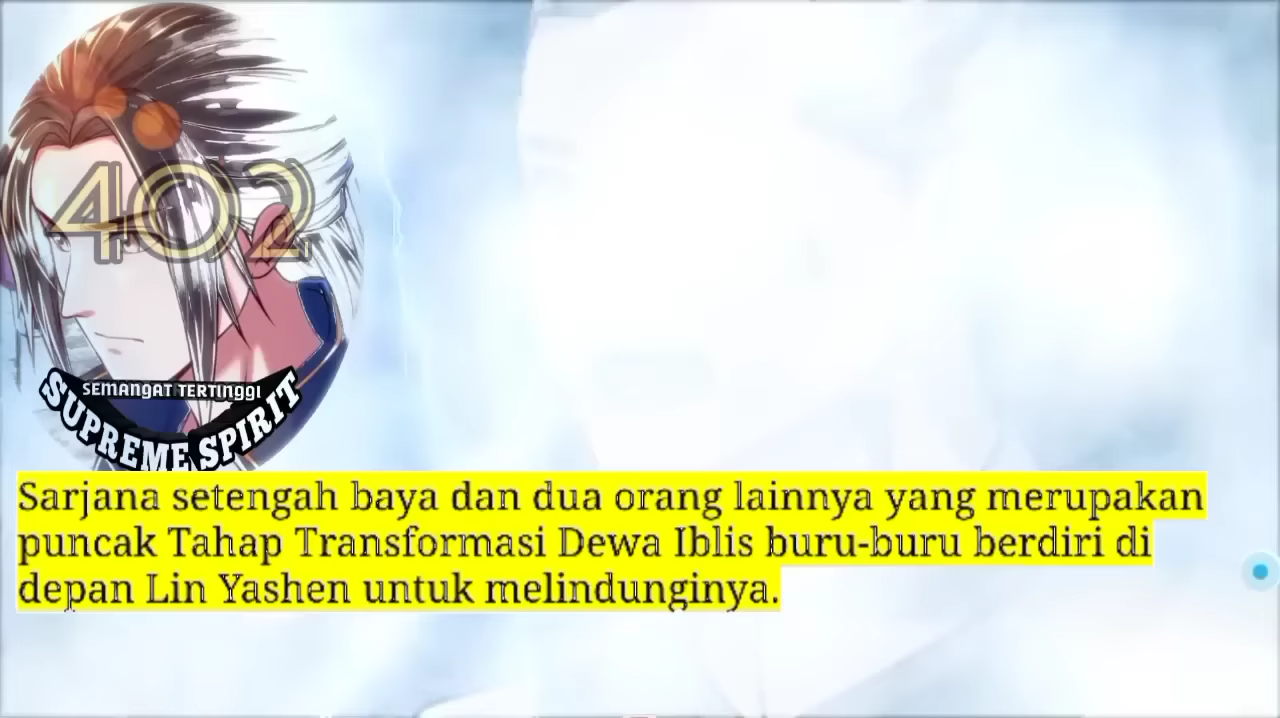 402
SEMANGAT TERTINGGI
SUPREME SPIRIT
Sarjana setengah baya dan dua orang lainnya yang merupakan
puncak Tahap Transformasi Dewa Iblis buru-buru berdiri di
depan Lin Yashen untuk melindunginya.